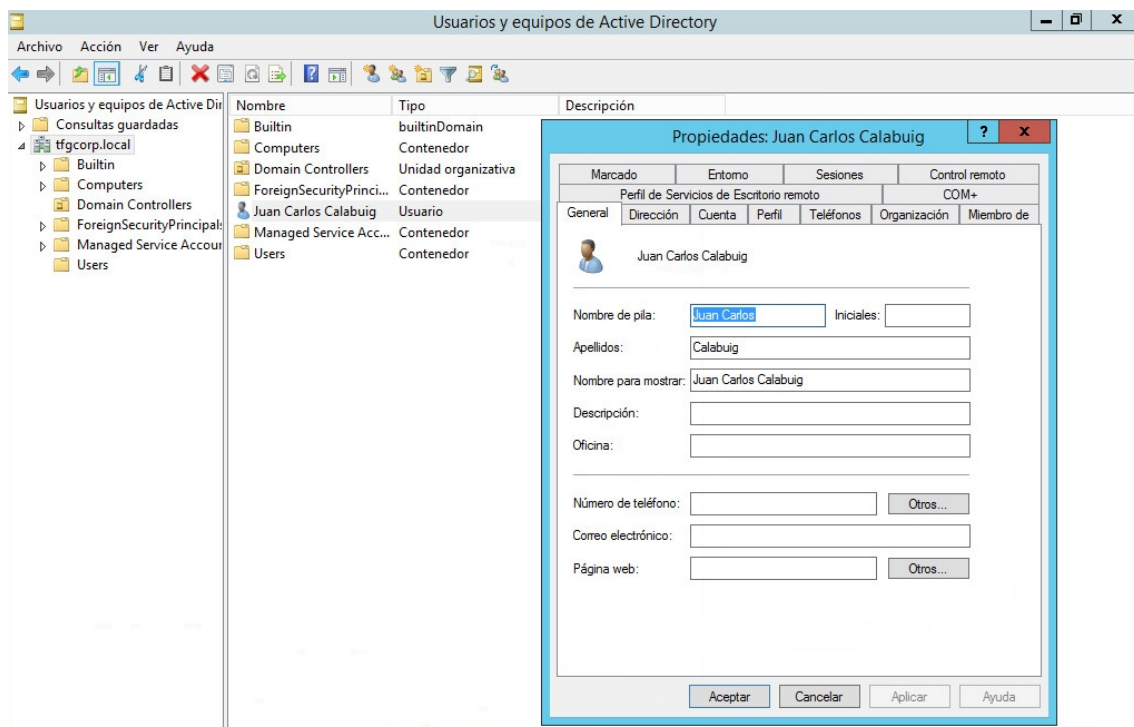 Usuarios y equipos de Active Directory
Archivo Acción Ver Ayuda
Usuarios y equipos de Active Dir
Consultas guardadas
tfgcorp.local
Builtin
Computers
Domain Controllers
ForeignSecurityPrincipals
Managed Service Accour
Users
Nombre Tipo Descripción
Builtin builtinDomain
Computers Contenedor
Domain Controllers Unidad organizativa
ForeignSecurityPrinci... Contenedor
Juan Carlos Calabuig Usuario
Managed Service Acc... Contenedor
Users Contenedor
Propiedades: Juan Carlos Calabuig ? x
Marcado Entorno Sesiones Control remoto
Perfil de Servicios de Escritorio remoto COM+
General Dirección Cuenta Perfil Teléfonos Organización Miembro de
Juan Carlos Calabuig
Nombre de pila: Juan Carlos Iniciales:
Apellidos: Calabuig
Nombre para mostrar: Juan Carlos Calabuig
Descripción:
Oficina:
Número de teléfono: Otros...
Correo electrónico:
Página web: Otros...
Aceptar Cancelar Aplicar Ayuda